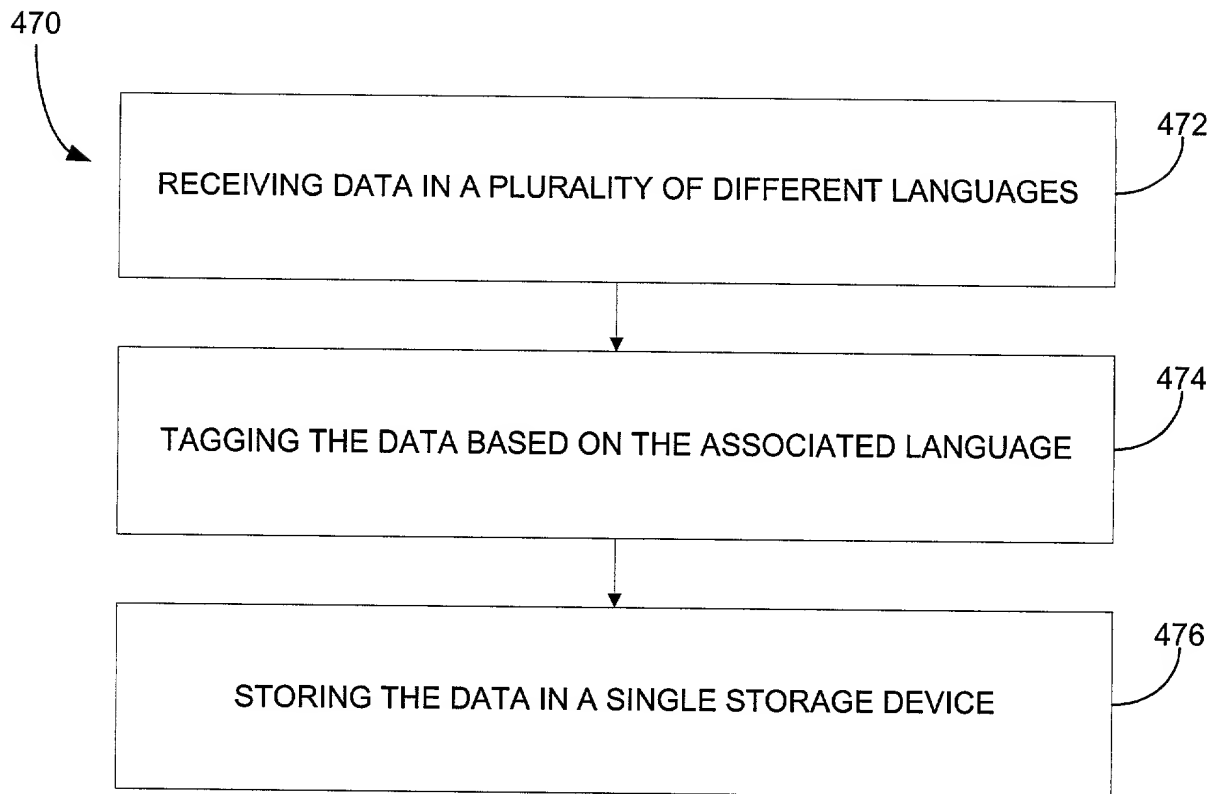 470
RECEIVING DATA IN A PLURALITY OF DIFFERENT LANGUAGES
472
TAGGING THE DATA BASED ON THE ASSOCIATED LANGUAGE
474
STORING THE DATA IN A SINGLE STORAGE DEVICE
476